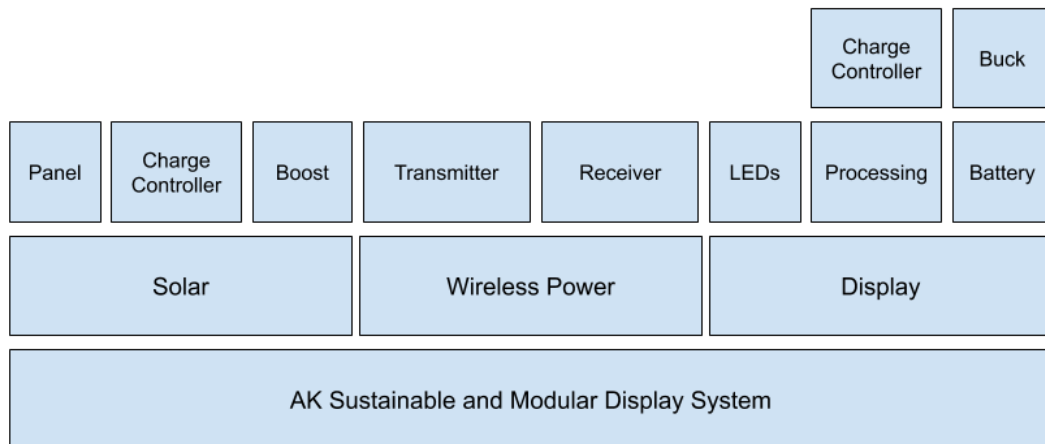 Charge
Controller
Buck
Panel
Charge
Controller
Boost
Transmitter
Receiver
LEDs
Processing
Battery
Solar
Wireless Power
Display
AK Sustainable and Modular Display System